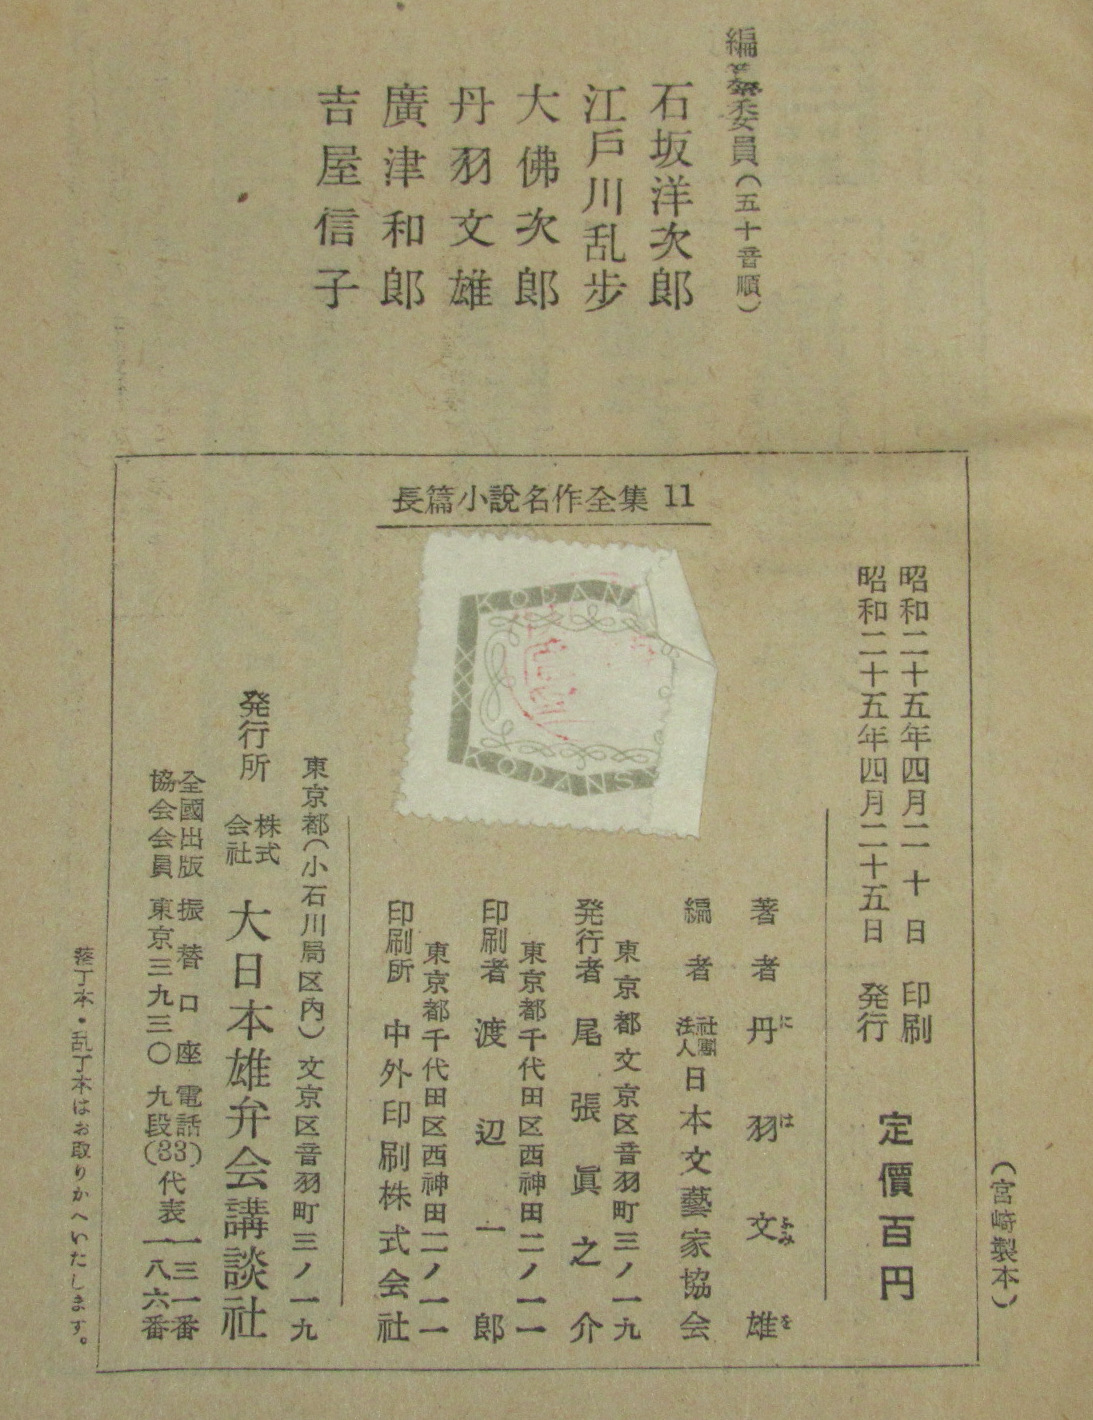 編集委員(五十音順)
石坂洋次郎
江戸川乱歩
大佛次郎
丹羽文雄
廣津和郎
吉屋信子
長篇小說名作全集 11
KODAN
KODANS
昭和二十五年四月二十日 印刷
昭和二十五年四月二十五日 発行
定價百円
著者 丹羽文雄
に は ふみ を
編者 社團法人 日本文藝家協会
東京都文京区音羽町三ノ一九
発行者 尾張眞之介
東京都千代田区西神田二ノ一一
印刷者 渡辺一郎
東京都千代田区西神田二ノ一一
印刷所 中外印刷株式会社
東京都(小石川局区内)文京区音羽町三ノ一九
発行所 株式会社 大日本雄弁会講談社
全國出版協会会員
振替口座 東京三九三〇
電話 九段(33)代表 一一三一番 一八六番
落丁本・乱丁本はお取りかへいたします。
(宮崎製本)